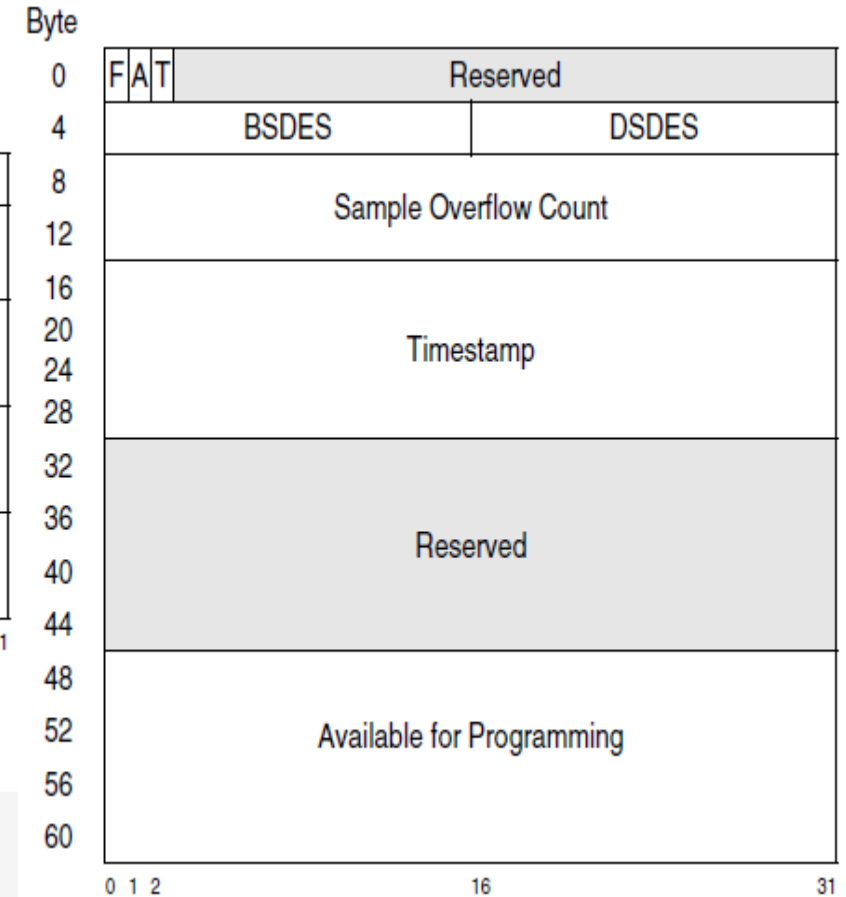 Byte
0 F A T Reserved
4 BSDES DSDES
8
Sample Overflow Count
12
16
20
Timestamp
24
28
32
36
Reserved
40
44
1
48
52 Available for Programming
56
60
0 1 2 16 31